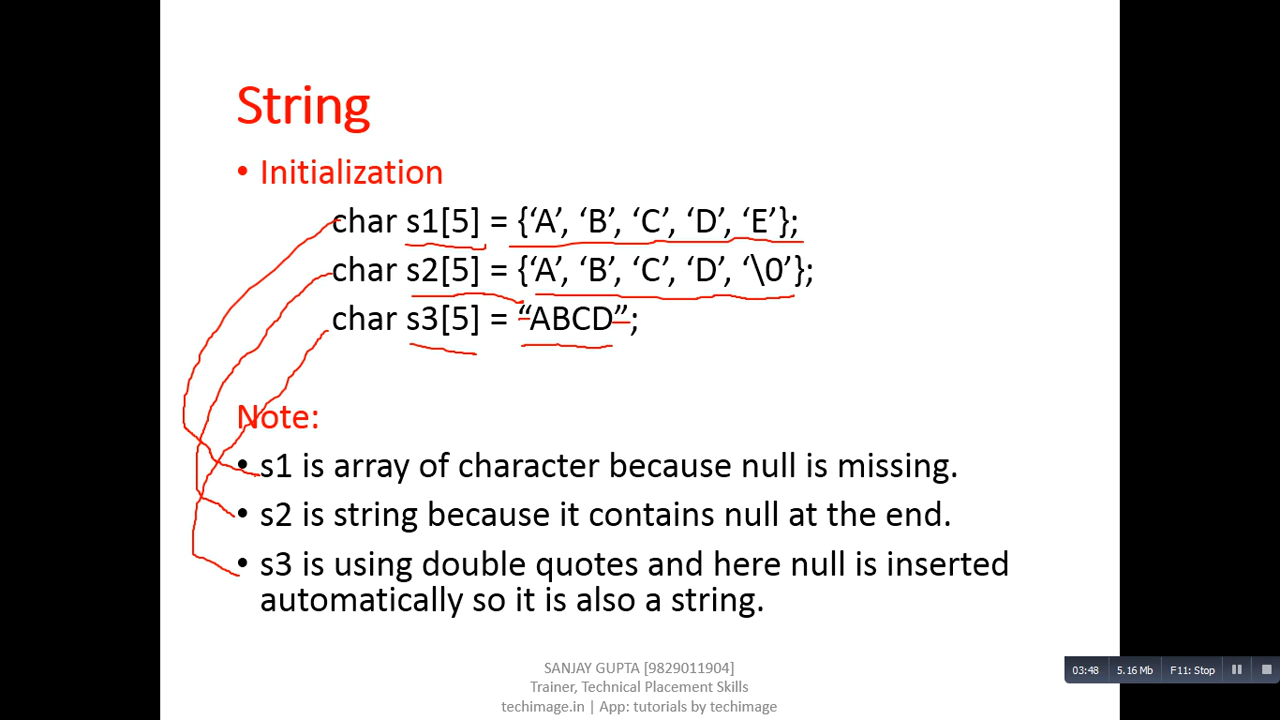 String
• Initialization
char s1[5] = {‘A’, ‘B’, ‘C’, ‘D’, ‘E’};
char s2[5] = {‘A’, ‘B’, ‘C’, ‘D’, ‘\0’};
char s3[5] = “ABCD”;
Note:
• s1 is array of character because null is missing.
• s2 is string because it contains null at the end.
• s3 is using double quotes and here null is inserted
automatically so it is also a string.
SANJAY GUPTA [9829011904]
Trainer, Technical Placement Skills
techimage.in | App: tutorials by techimage
03:48 5.16 Mb F11: Stop